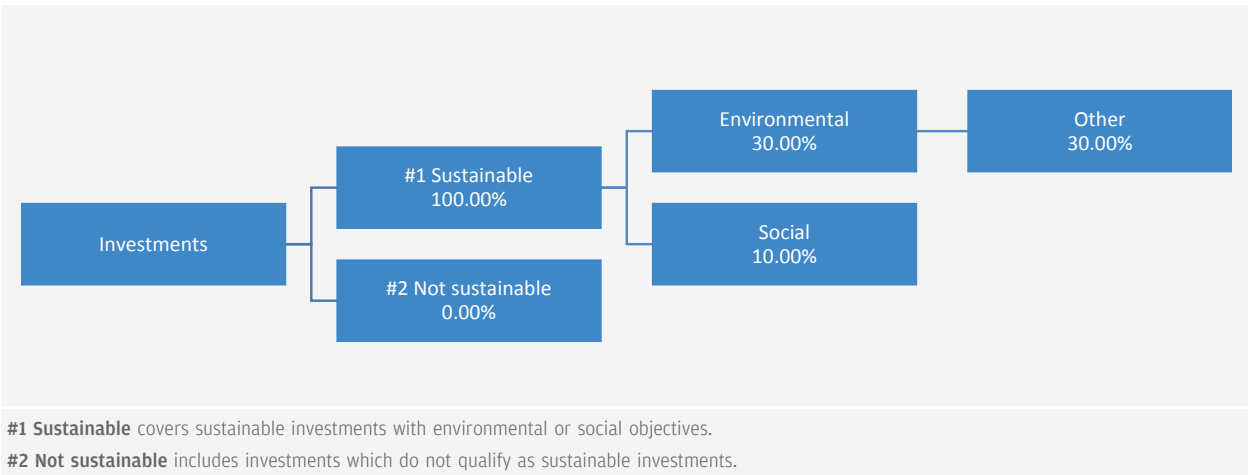 Investments
#1 Sustainable
100.00%
#2 Not sustainable
0.00%
Environmental
30.00%
Social
10.00%
Other
30.00%
#1 Sustainable covers sustainable investments with environmental or social objectives.
#2 Not sustainable includes investments which do not qualify as sustainable investments.